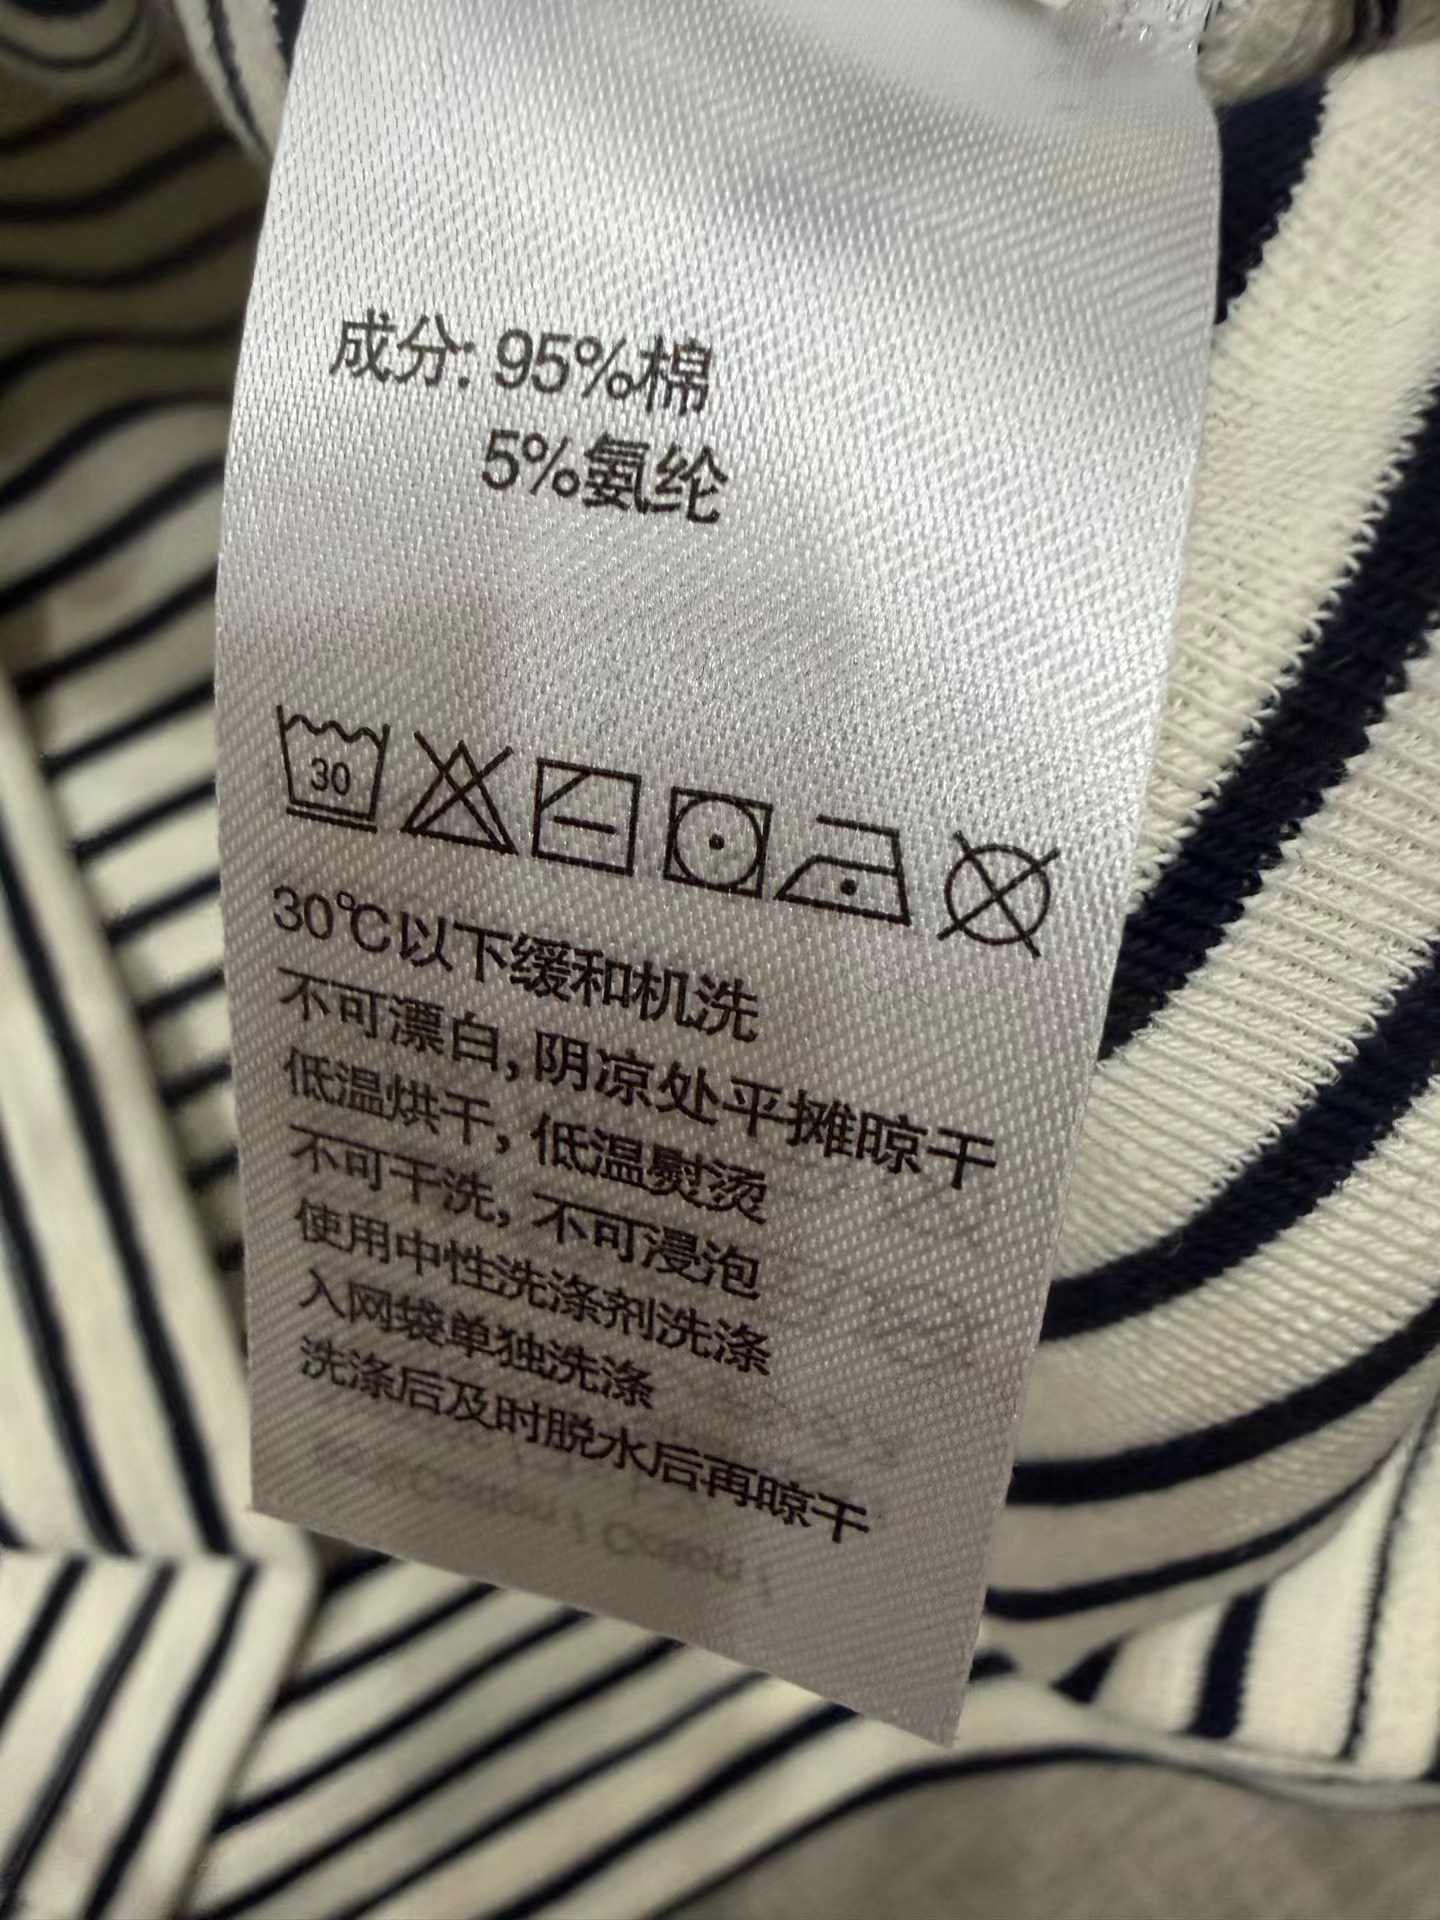 成分: 95%棉
5%氨纶
30
30℃以下缓和机洗
不可漂白, 阴凉处平摊晾干
低温烘干, 低温熨烫
不可干洗, 不可浸泡
使用中性洗涤剂洗涤
入网袋单独洗涤
洗涤后及时脱水后再晾干